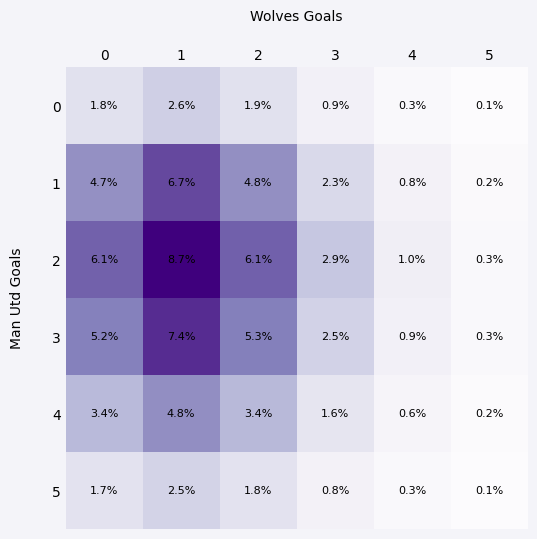 Wolves Goals
0 1 2 3 4 5
0 1.8% 2.6% 1.9% 0.9% 0.3% 0.1%
1 4.7% 6.7% 4.8% 2.3% 0.8% 0.2%
2 6.1% 8.7% 6.1% 2.9% 1.0% 0.3%
3 5.2% 7.4% 5.3% 2.5% 0.9% 0.3%
4 3.4% 4.8% 3.4% 1.6% 0.6% 0.2%
5 1.7% 2.5% 1.8% 0.8% 0.3% 0.1%
Man Utd Goals